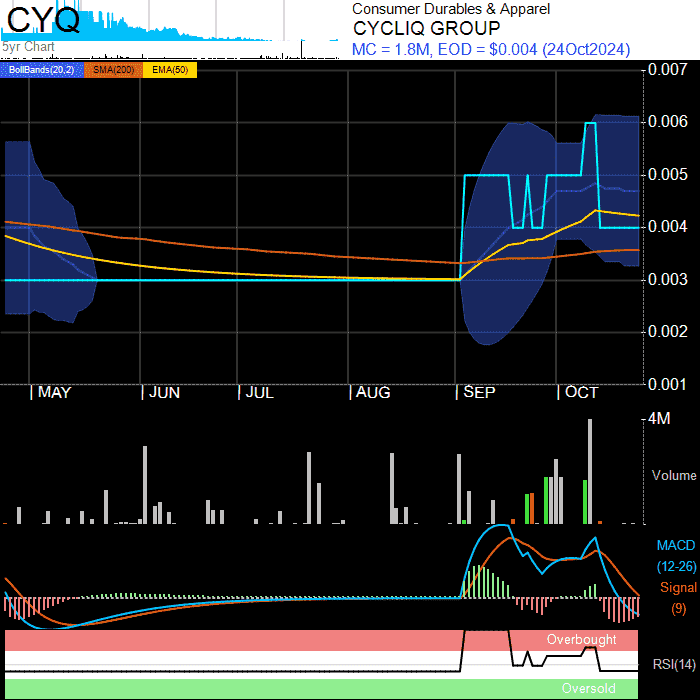 CYQ
5yr Chart
Consumer Durables & Apparel
CYCLIQ GROUP
MC = 1.8M, EOD = $0.004 (24Oct2024)
BollBands(20,2) SMA(200) EMA(50)
0.007
0.006
0.005
0.004
0.003
0.002
0.001
MAY JUN JUL AUG SEP OCT
4M
Volume
MACD
(12-26)
Signal
(9)
Overbought
RSI(14)
Oversold